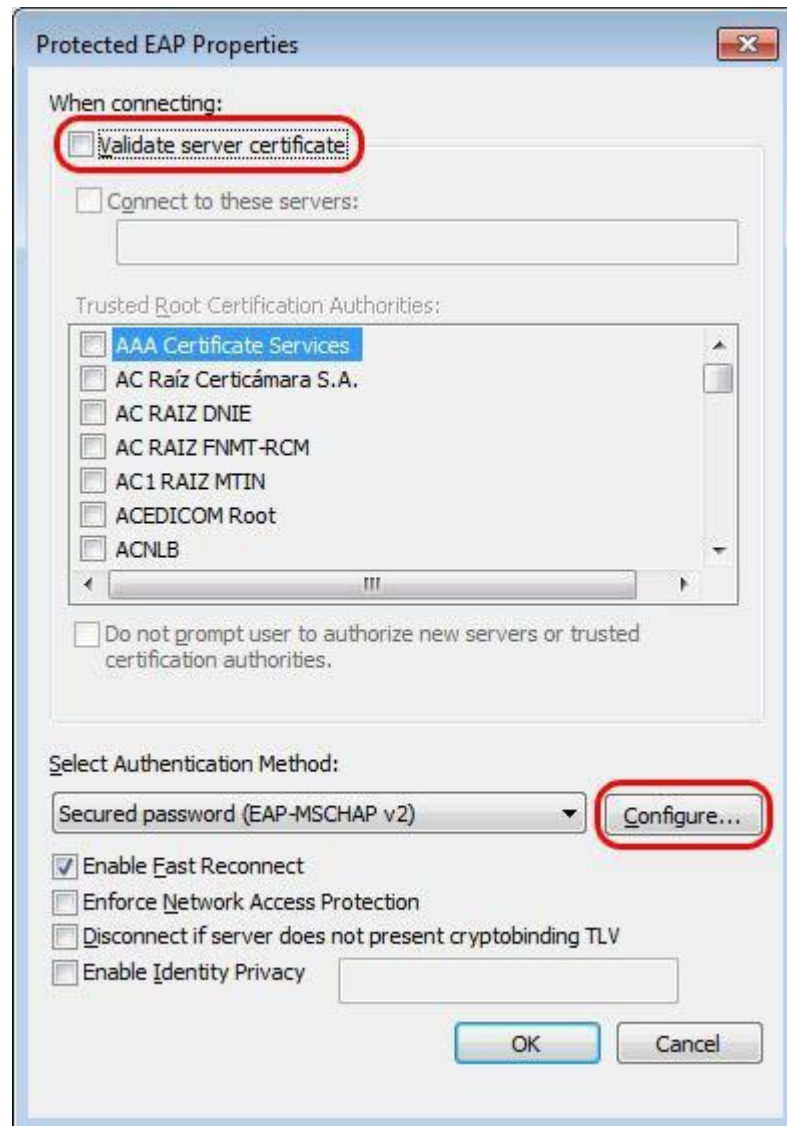 Protected EAP Properties
When connecting:
Validate server certificate
Connect to these servers:
Trusted Root Certification Authorities:
AAA Certificate Services
AC Raíz Certicámara S.A.
AC RAIZ DNIE
AC RAIZ FNMT-RCM
AC1 RAIZ MTIN
ACEDICOM Root
ACNLB
Do not prompt user to authorize new servers or trusted
certification authorities.
Select Authentication Method:
Secured password (EAP-MSCHAP v2)
Configure...
Enable Fast Reconnect
Enforce Network Access Protection
Disconnect if server does not present cryptobinding TLV
Enable Identity Privacy
OK
Cancel